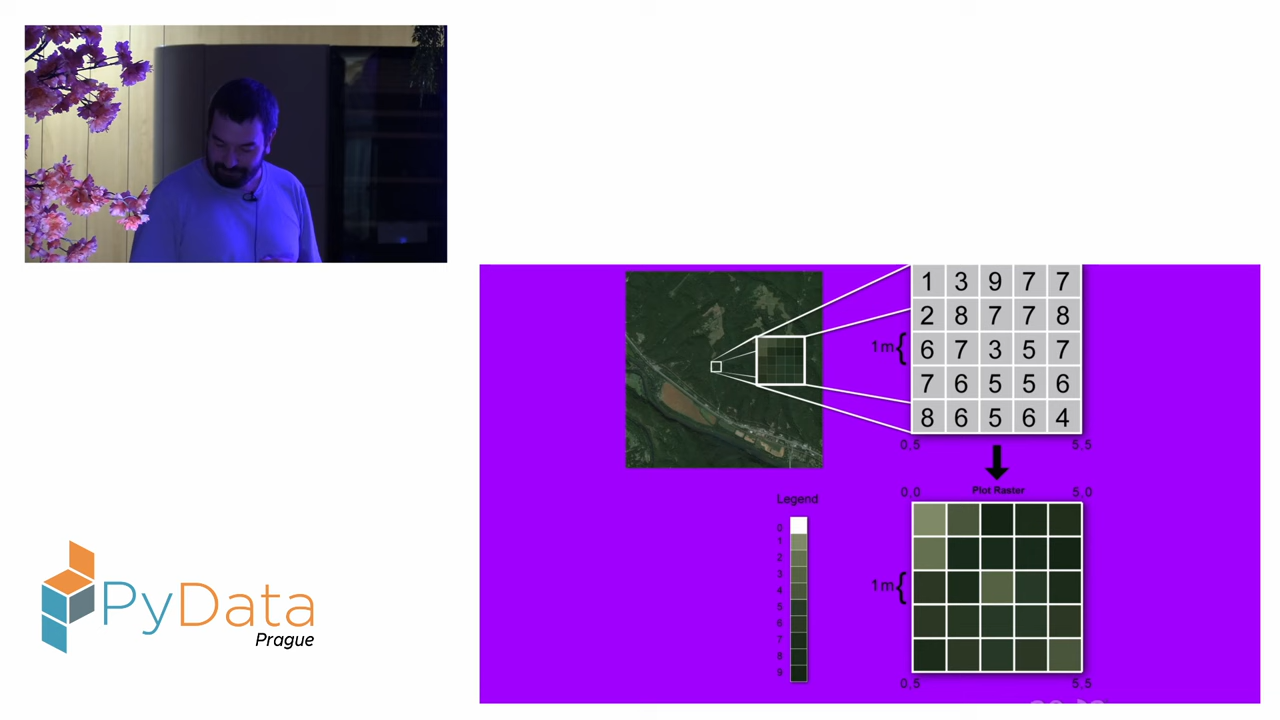 1 3 9 7 7
2 8 7 7 8
1m{ 6 7 3 5 7
7 6 5 5 6
8 6 5 6 4
0,5 5,5
Legend
0
1
2
3
4
5
6
7
8
9
0,0 Plot Raster 5,0
1m{
0,5 5,5
PyData
Prague